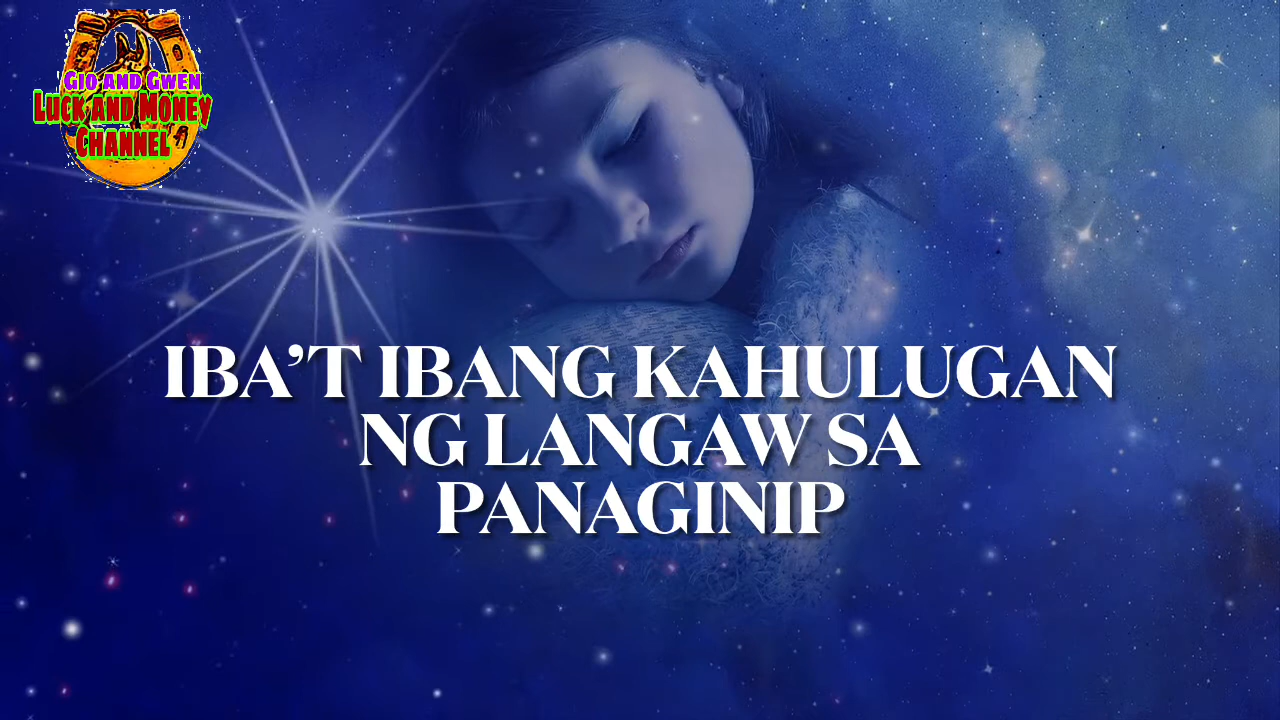 Gio and Gwen
Luck and Money
Channel
IBA’T IBANG KAHULUGAN
NG LANGAW SA
PANAGINIP